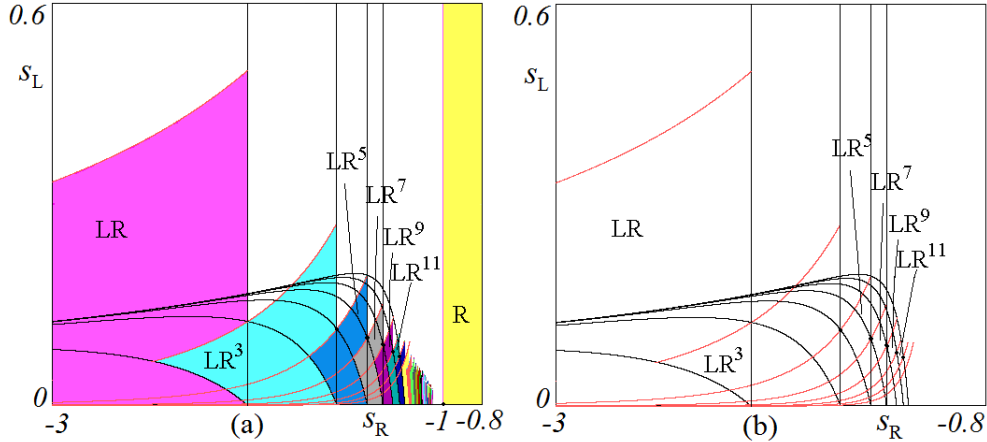 0.6
s_L
LR
LR^3
LR^5
LR^7
LR^9
LR^11
R
0
-3
(a)
s_R
-1
-0.8
0.6
s_L
LR
LR^3
LR^5
LR^7
LR^9
LR^11
0
-3
(b)
s_R
-0.8